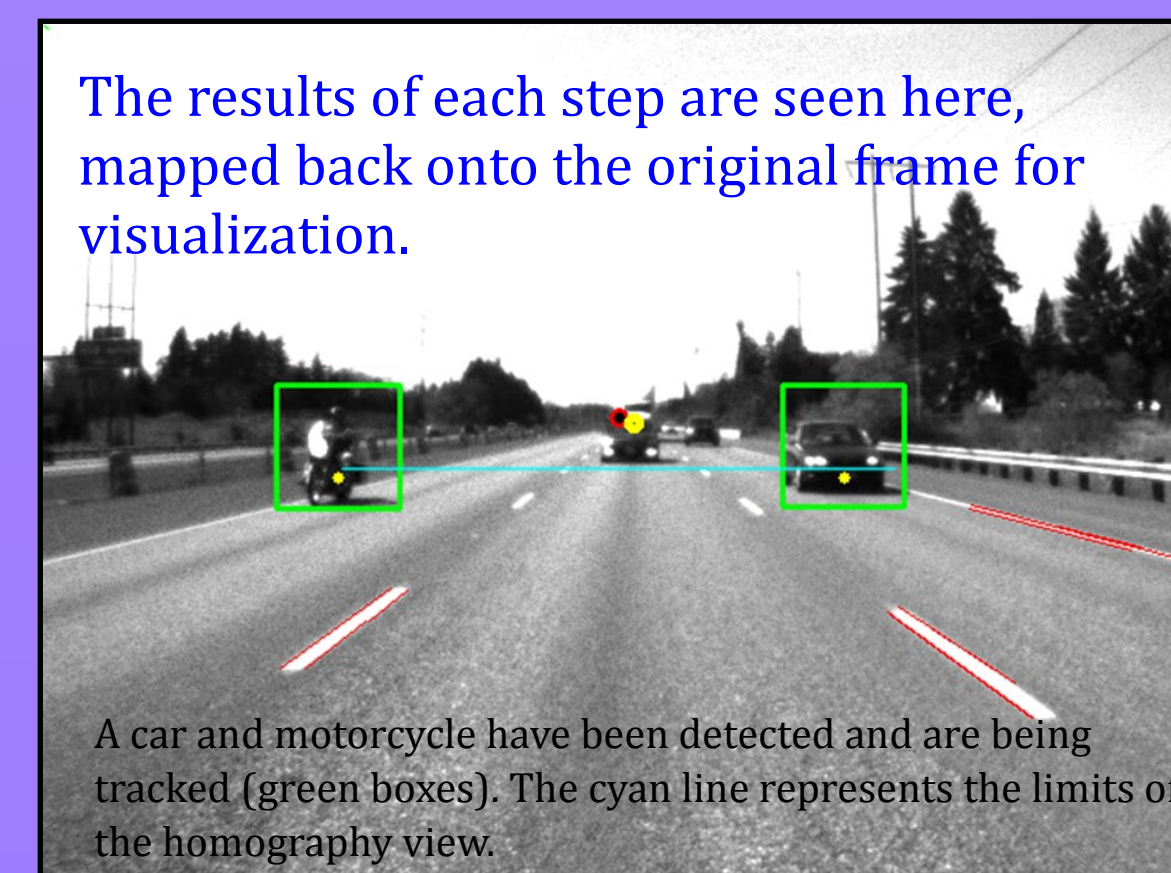 The results of each step are seen here,
mapped back onto the original frame for
visualization.
A car and motorcycle have been detected and are being
tracked (green boxes). The cyan line represents the limits of
the homography view.